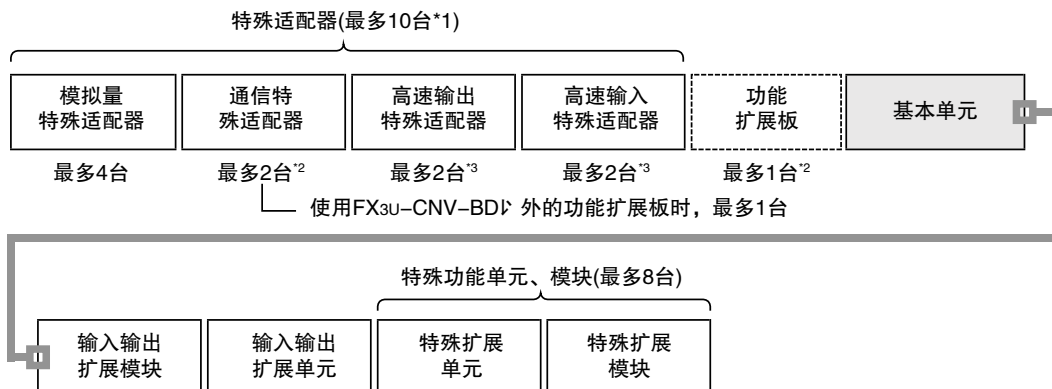 特殊适配器(最多10台*1)
模拟量
特殊适配器
通信特
殊适配器
高速输出
特殊适配器
高速输入
特殊适配器
功能
扩展板
基本单元
最多4台
最多2台*2
最多2台*3
最多2台*3
最多1台*2
使用FX3U-CNV-BD以外的功能扩展板时，最多1台
特殊功能单元、模块(最多8台)
输入输出
扩展模块
输入输出
扩展单元
特殊扩展
单元
特殊扩展
模块